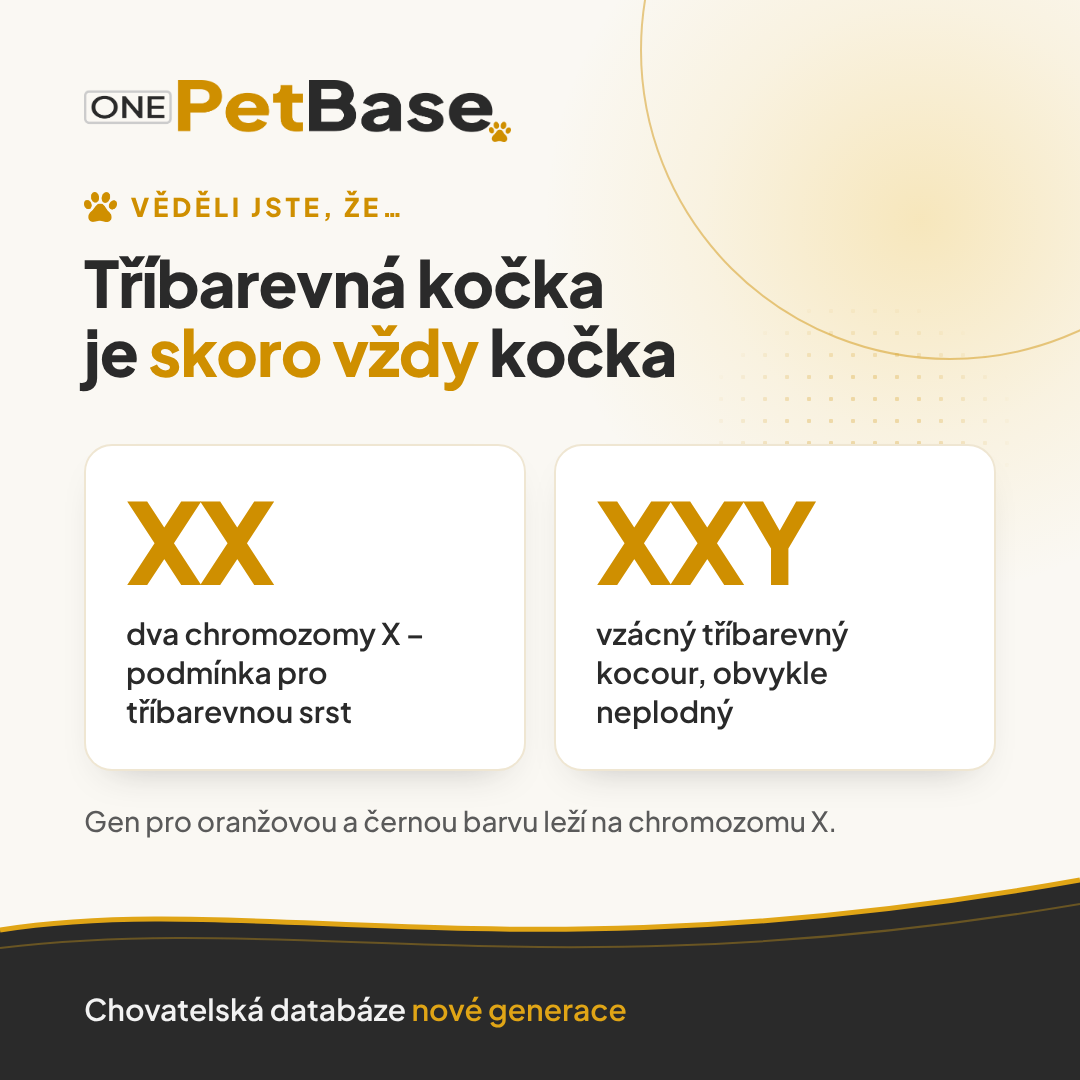 ONE PetBase
VĚDĚLI JSTE, ŽE…
Tříbarevná kočka
je skoro vždy kočka
XX
dva chromozomy X –
podmínka pro
tříbarevnou srst
XXY
vzácný tříbarevný
kocour, obvykle
neplodný
Gen pro oranžovou a černou barvu leží na chromozomu X.
Chovatelská databáze nové generace